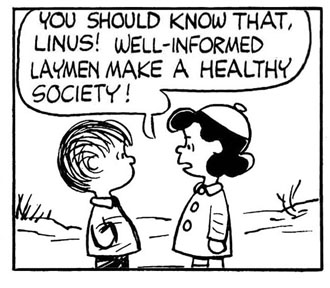 YOU SHOULD KNOW THAT,
LINUS! WELL-INFORMED
LAYMEN MAKE A HEALTHY
SOCIETY!